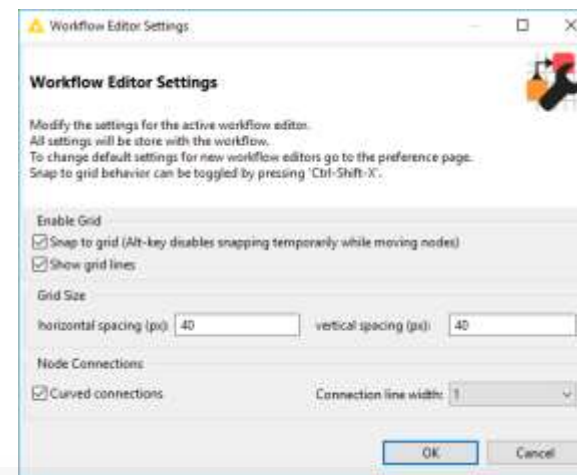 Workflow Editor Settings
Workflow Editor Settings
Modify the settings for the active workflow editor.
All settings will be store with the workflow.
To change default settings for new workflow editors go to the preference page.
Snap to grid behavior can be toggled by pressing 'Ctrl-Shift-X'.
Enable Grid
Snap to grid (Alt-key disables snapping temporarily while moving nodes)
Show grid lines
Grid Size
horizontal spacing (px): 40 vertical spacing (px): 40
Node Connections
Curved connections Connection line width: 1
OK Cancel